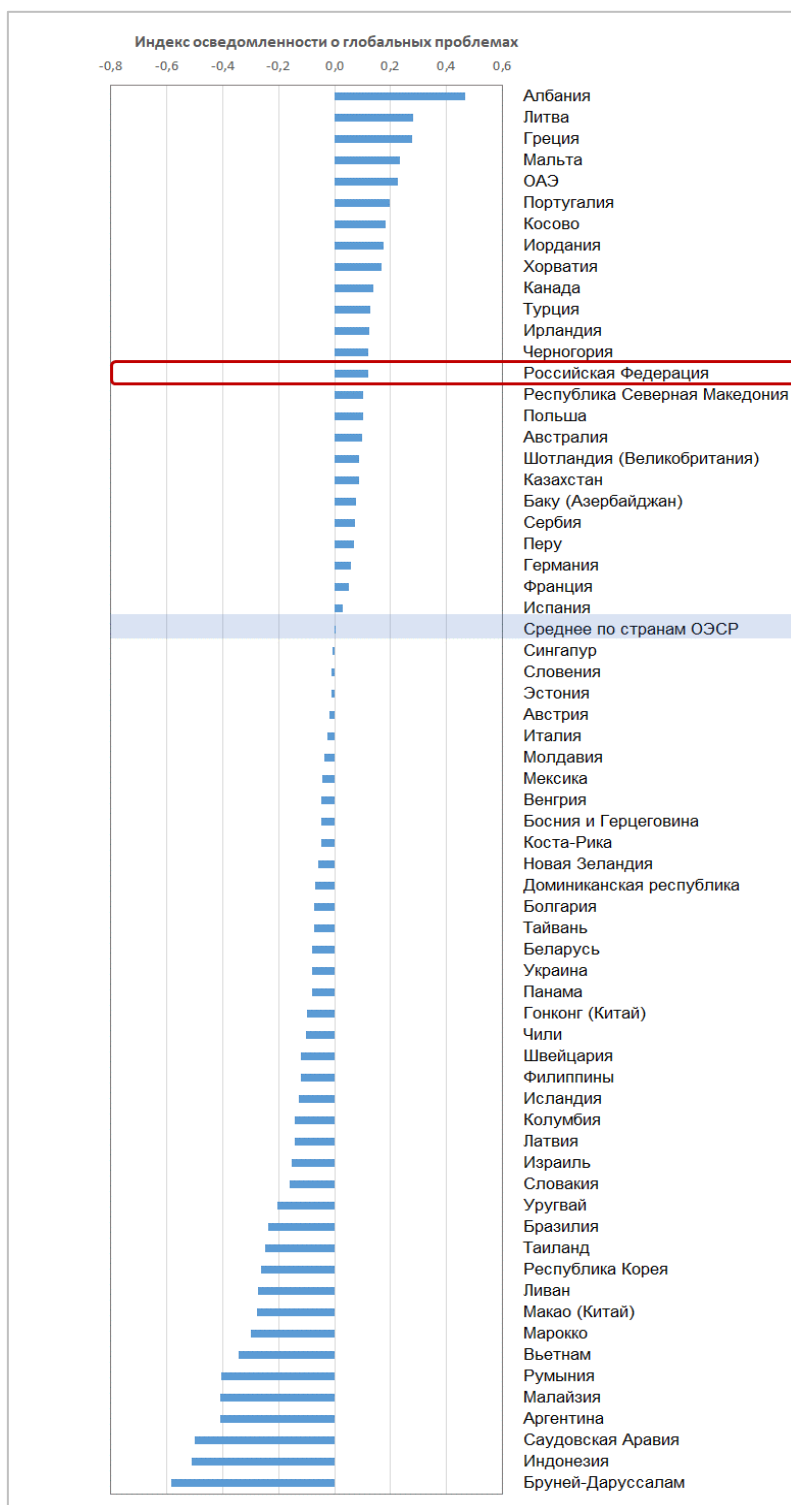 Индекс осведомленности о глобальных проблемах
-0,8 -0,6 -0,4 -0,2 0,0 0,2 0,4 0,6
Албания
Литва
Греция
Мальта
ОАЭ
Португалия
Косово
Иордания
Хорватия
Канада
Турция
Ирландия
Черногория
Российская Федерация
Республика Северная Македония
Польша
Австралия
Шотландия (Великобритания)
Казахстан
Баку (Азербайджан)
Сербия
Перу
Германия
Франция
Испания
Среднее по странам ОЭСР
Сингапур
Словения
Эстония
Австрия
Италия
Молдавия
Мексика
Венгрия
Босния и Герцеговина
Коста-Рика
Новая Зеландия
Доминиканская республика
Болгария
Тайвань
Беларусь
Украина
Панама
Гонконг (Китай)
Чили
Швейцария
Филиппины
Исландия
Колумбия
Латвия
Израиль
Словакия
Уругвай
Бразилия
Таиланд
Республика Корея
Ливан
Макао (Китай)
Марокко
Вьетнам
Румыния
Малайзия
Аргентина
Саудовская Аравия
Индонезия
Бруней-Даруссалам